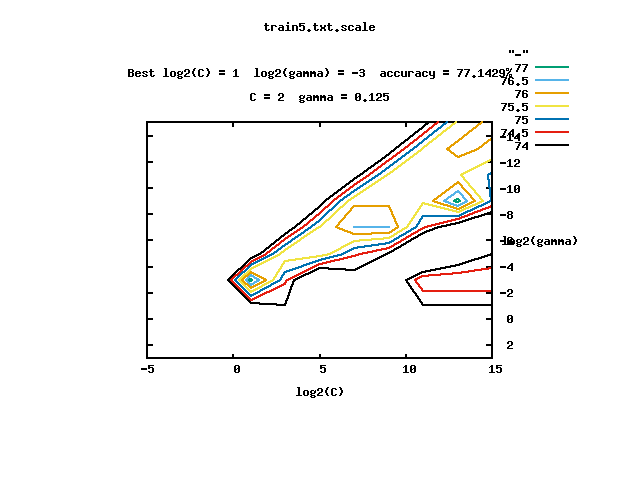 train5.txt.scale
"-"
Best log2(C) = 1 log2(gamma) = -3 accuracy = 77.1429%
77
76.5
C = 2 gamma = 0.125
76
75.5
75
74.5
74
-14
-12
-10
-8
-6
log2(gamma)
-4
-2
0
2
-5 0 5 10 15
log2(C)